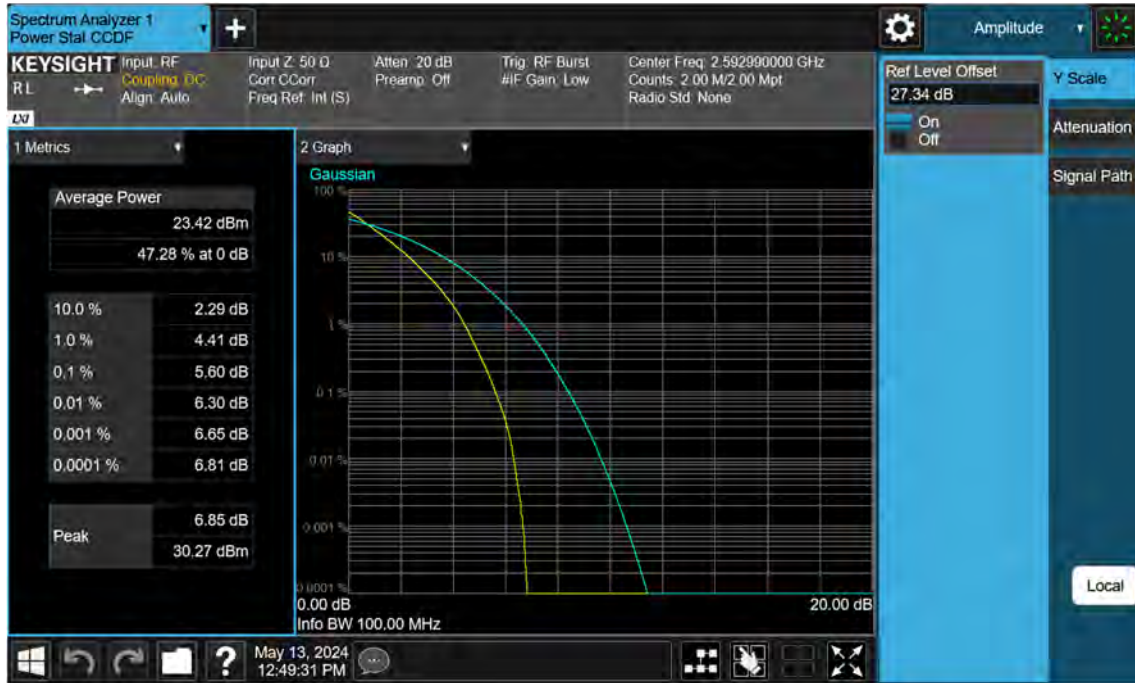 Spectrum Analyzer 1
Power Stat CCDF
+
Amplitude
KEYSIGHT
RL
LXI
Input: RF
Coupling: DC
Align: Auto
Input Z: 50 Ω
Corr CCorr
Freq Ref: Int (S)
Atten: 20 dB
Preamp: Off
Trig: RF Burst
#IF Gain: Low
Center Freq: 2.592990000 GHz
Counts: 2.00 M/2.00 Mpt
Radio Std: None
Ref Level Offset
27.34 dB
On
Off
Y Scale
Attenuation
Signal Path
1 Metrics
Average Power
23.42 dBm
47.28 % at 0 dB
10.0 % 2.29 dB
1.0 % 4.41 dB
0.1 % 5.60 dB
0.01 % 6.30 dB
0.001 % 6.65 dB
0.0001 % 6.81 dB
Peak
6.85 dB
30.27 dBm
2 Graph
Gaussian
100 %
10 %
1 %
0.1 %
0.01 %
0.001 %
0.0001 %
0.00 dB 20.00 dB
Info BW 100.00 MHz
Local
?
May 13, 2024
12:49:31 PM